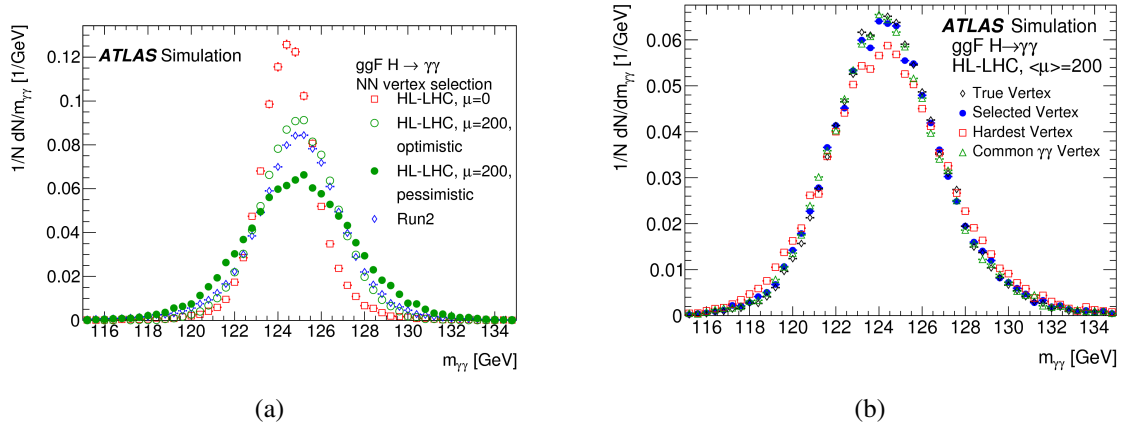 ATLAS Simulation
ggF H → γγ
NN vertex selection
HL-LHC, μ=0
HL-LHC, μ=200,
optimistic
HL-LHC, μ=200,
pessimistic
Run2
1/N dN/m_γγ [1/GeV]
0.12
0.1
0.08
0.06
0.04
0.02
0
116 118 120 122 124 126 128 130 132 134
m_γγ [GeV]
(a)
ATLAS Simulation
ggF H→γγ
HL-LHC, <μ>=200
True Vertex
Selected Vertex
Hardest Vertex
Common γγ Vertex
1/N dN/dm_γγ [1/GeV]
0.06
0.05
0.04
0.03
0.02
0.01
0
116 118 120 122 124 126 128 130 132 134
m_γγ [GeV]
(b)